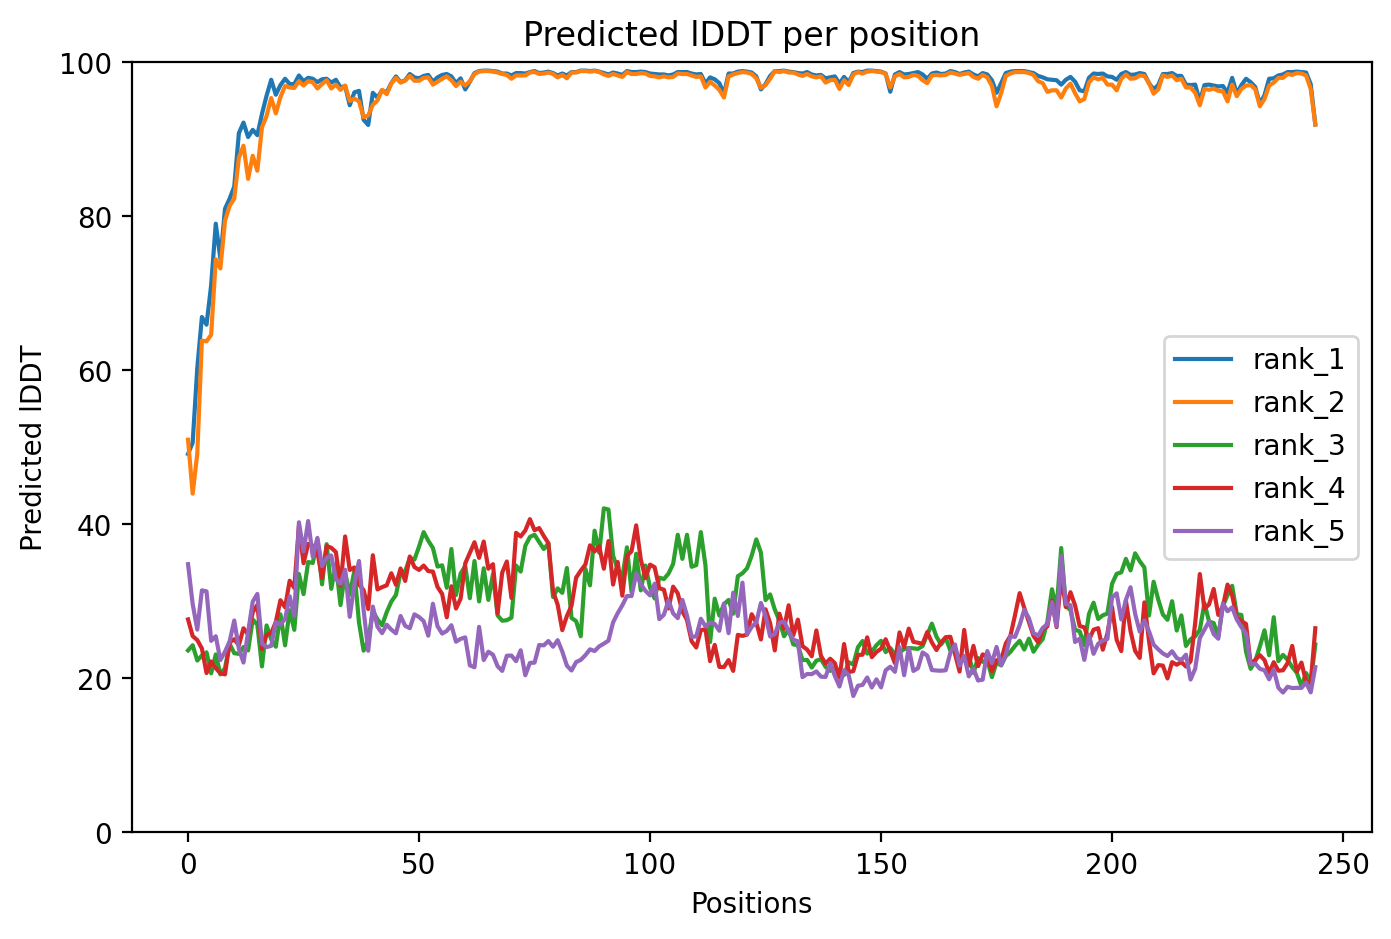 Predicted lDDT per position
100
80
60
40
20
0
Predicted lDDT
rank_1
rank_2
rank_3
rank_4
rank_5
0 50 100 150 200 250
Positions